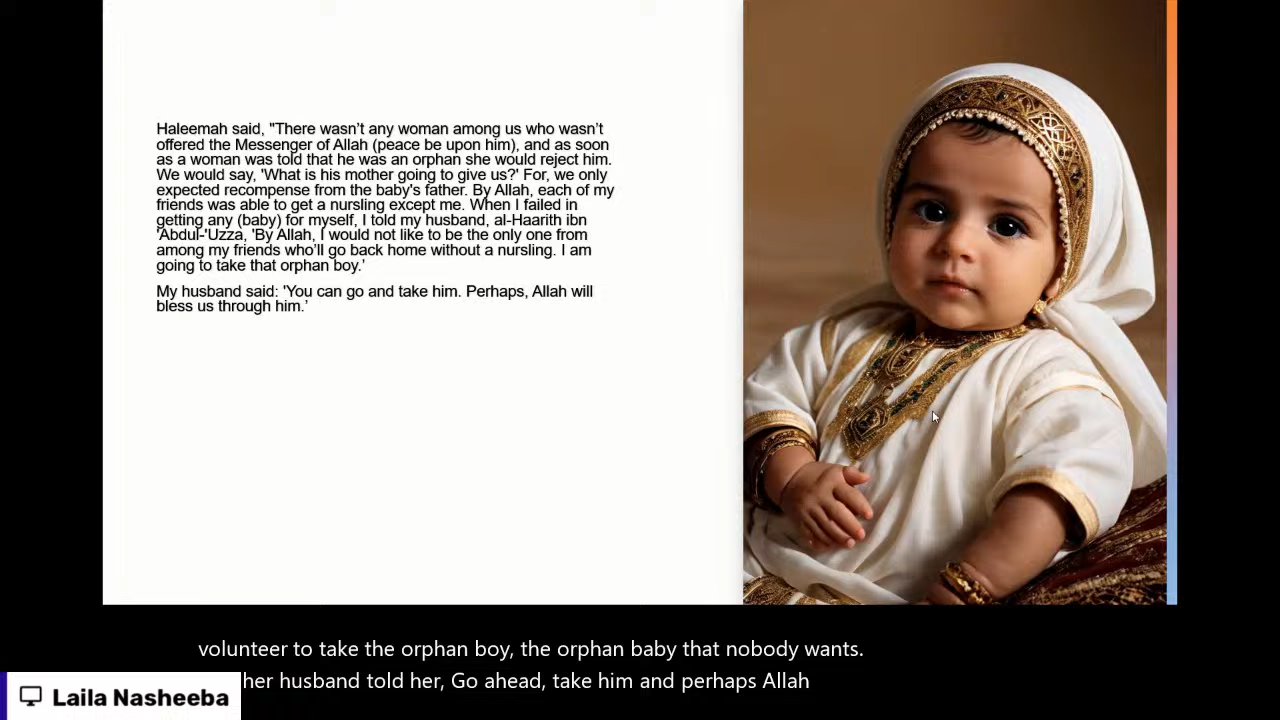 Haleemah said, "There wasn’t any woman among us who wasn’t
offered the Messenger of Allah (peace be upon him), and as soon
as a woman was told that he was an orphan she would reject him.
We would say, 'What is his mother going to give us?' For, we only
expected recompense from the baby's father. By Allah, each of my
friends was able to get a nursling except me. When I failed in
getting any (baby) for myself, I told my husband, al-Haarith ibn
'Abdul-'Uzza, 'By Allah, I would not like to be the only one from
among my friends who’ll go back home without a nursling. I am
going to take that orphan boy.’
My husband said: 'You can go and take him. Perhaps, Allah will
bless us through him.’
volunteer to take the orphan boy, the orphan baby that nobody wants.
her husband told her, Go ahead, take him and perhaps Allah
Laila Nasheeba